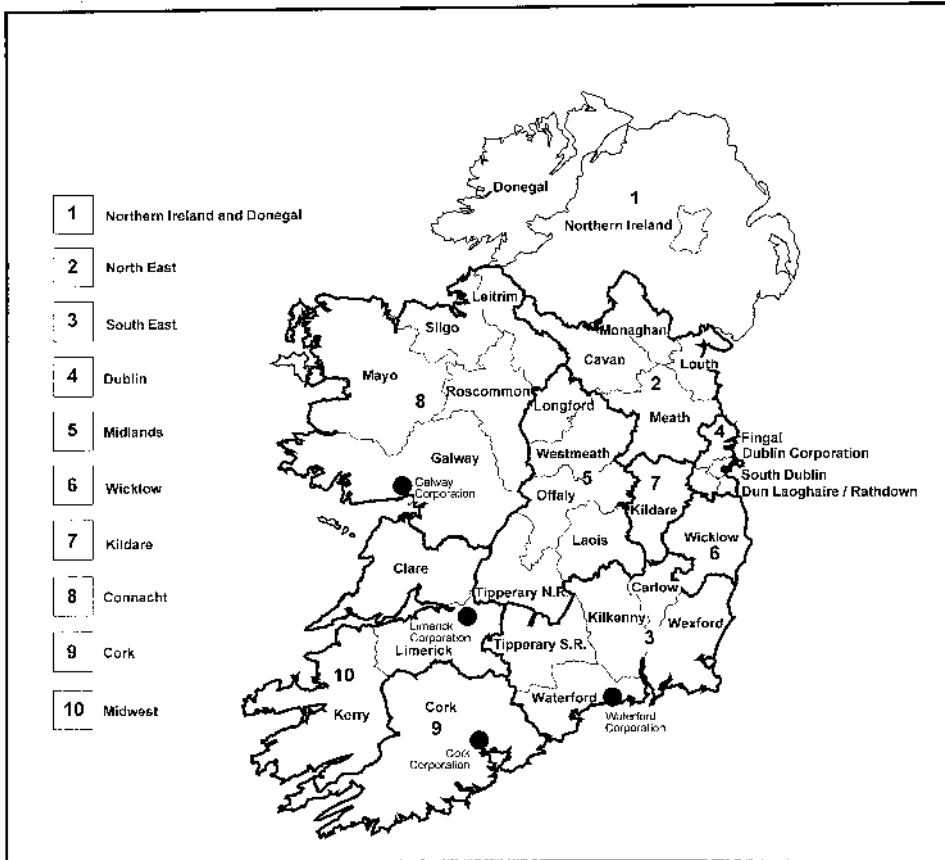 1 Northern Ireland and Donegal
2 North East
3 South East
4 Dublin
5 Midlands
6 Wicklow
7 Kildare
8 Connacht
9 Cork
10 Midwest
Donegal
1
Northern Ireland
Leitrim
Sligo
Monaghan
Cavan
Louth
Mayo
Roscommon
8
2
Longford
Meath
4
Fingal
Dublin Corporation
Westmeath
Galway
South Dublin
Galway
Corporation
5
Offaly
7
Dun Laoghaire / Rathdown
Kildare
Laois
Wicklow
6
Clare
Carlow
Tipperary N.R.
Kilkenny
Wexford
Limerick
Corporation
Limerick
Tipperary S.R.
3
10
Waterford
Kerry
Cork
9
Waterford
Corporation
Cork
Corporation